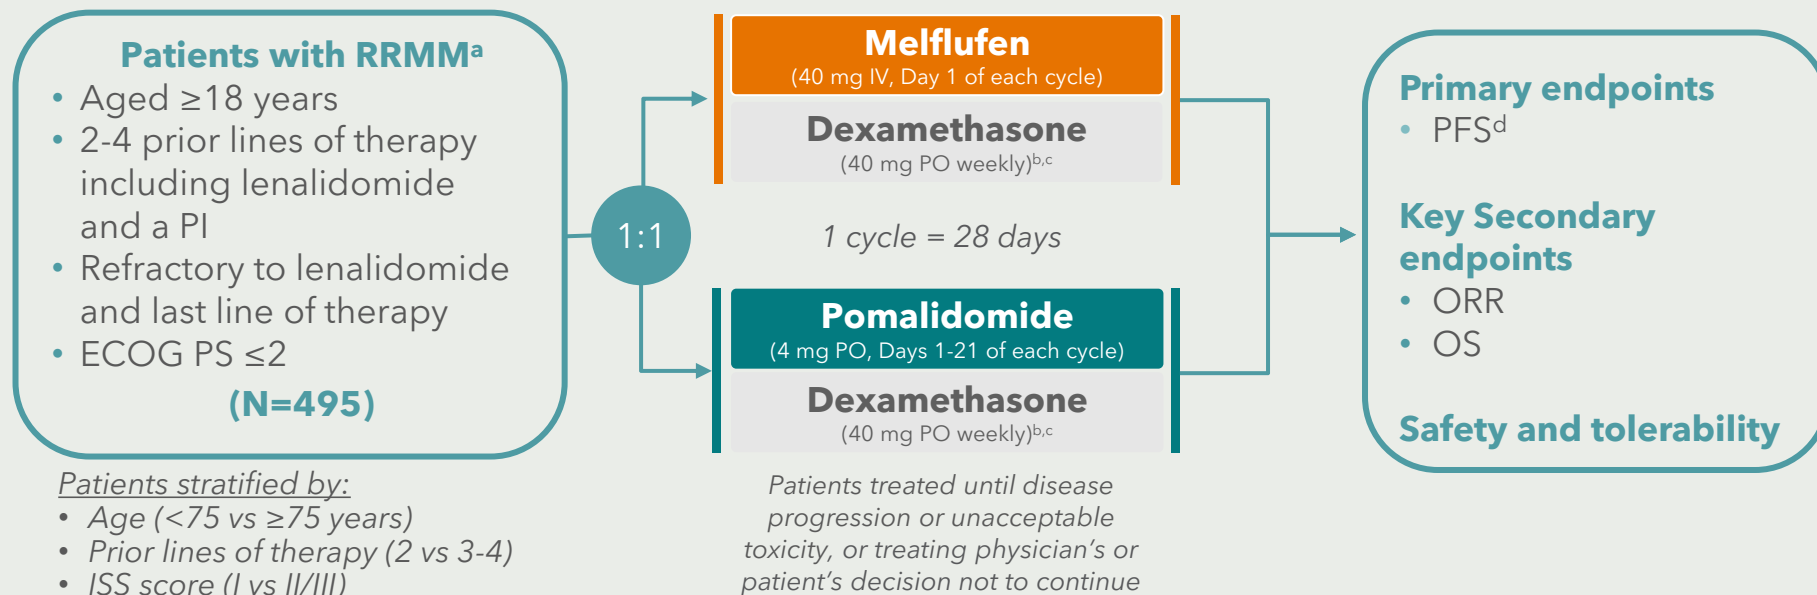 Patients with RRMMᵃ
• Aged ≥18 years
• 2-4 prior lines of therapy
including lenalidomide
and a PI
• Refractory to lenalidomide
and last line of therapy
• ECOG PS ≤2
(N=495)
Patients stratified by:
• Age (<75 vs ≥75 years)
• Prior lines of therapy (2 vs 3-4)
• ISS score (I vs II/III)
1:1
Melflufen
(40 mg IV, Day 1 of each cycle)
Dexamethasone
(40 mg PO weekly)ᵇ,ᶜ
1 cycle = 28 days
Pomalidomide
(4 mg PO, Days 1-21 of each cycle)
Dexamethasone
(40 mg PO weekly)ᵇ,ᶜ
Patients treated until disease
progression or unacceptable
toxicity, or treating physician's or
patient's decision not to continue
Primary endpoints
• PFSᵈ
Key Secondary
endpoints
• ORR
• OS
Safety and tolerability